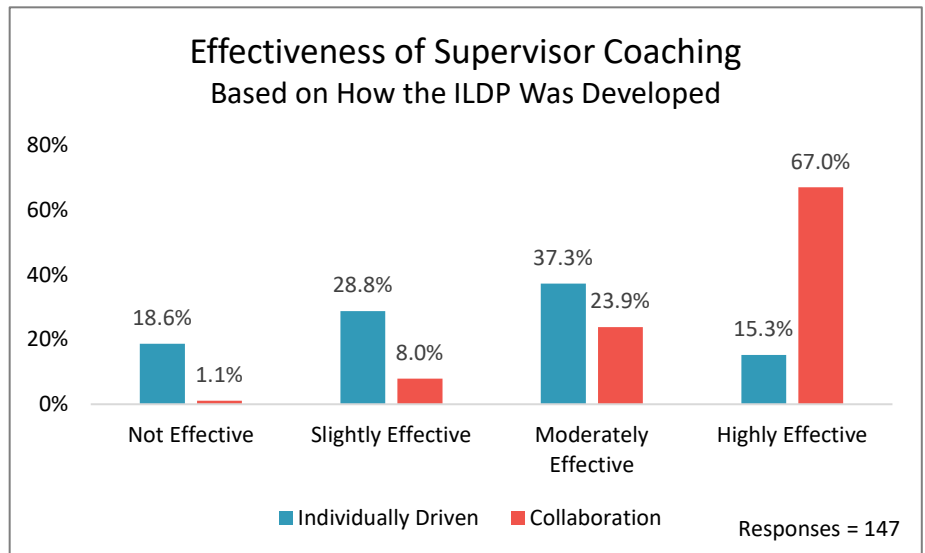 Effectiveness of Supervisor Coaching
Based on How the ILDP Was Developed
80%
60%
40%
20%
0%
18.6%
1.1%
28.8%
8.0%
37.3%
23.9%
15.3%
67.0%
Not Effective
Slightly Effective
Moderately
Effective
Highly Effective
Individually Driven
Collaboration
Responses = 147